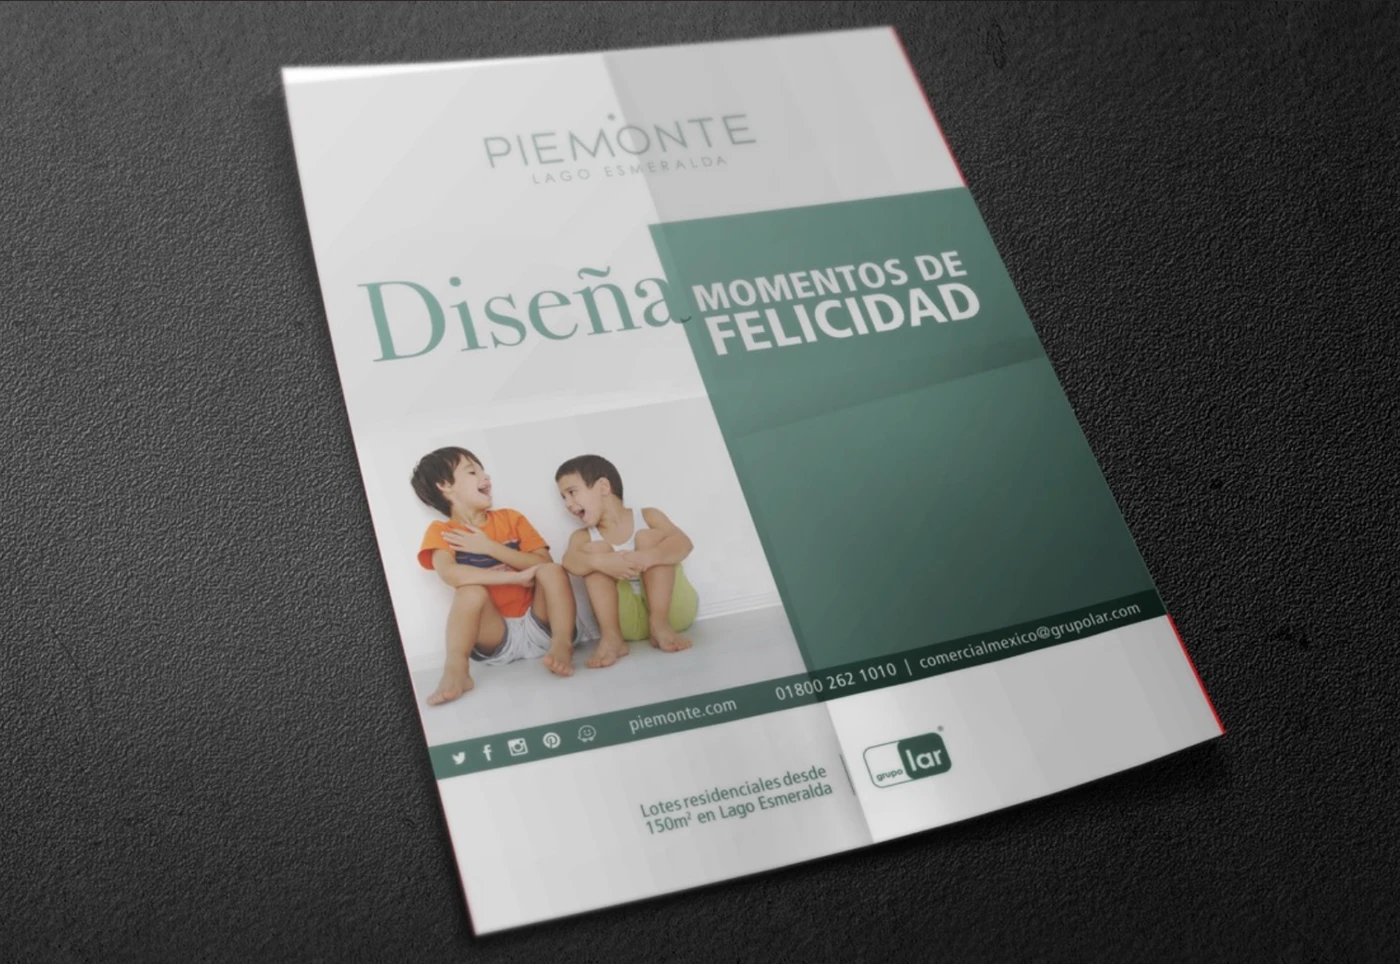 PIEMONTE
LAGO ESMERALDA
Diseña MOMENTOS DE
FELICIDAD
piemonte.com 01800 262 1010 | comercialmexico@grupolar.com
Lotes residenciales desde
150m² en Lago Esmeralda
grupo lar®